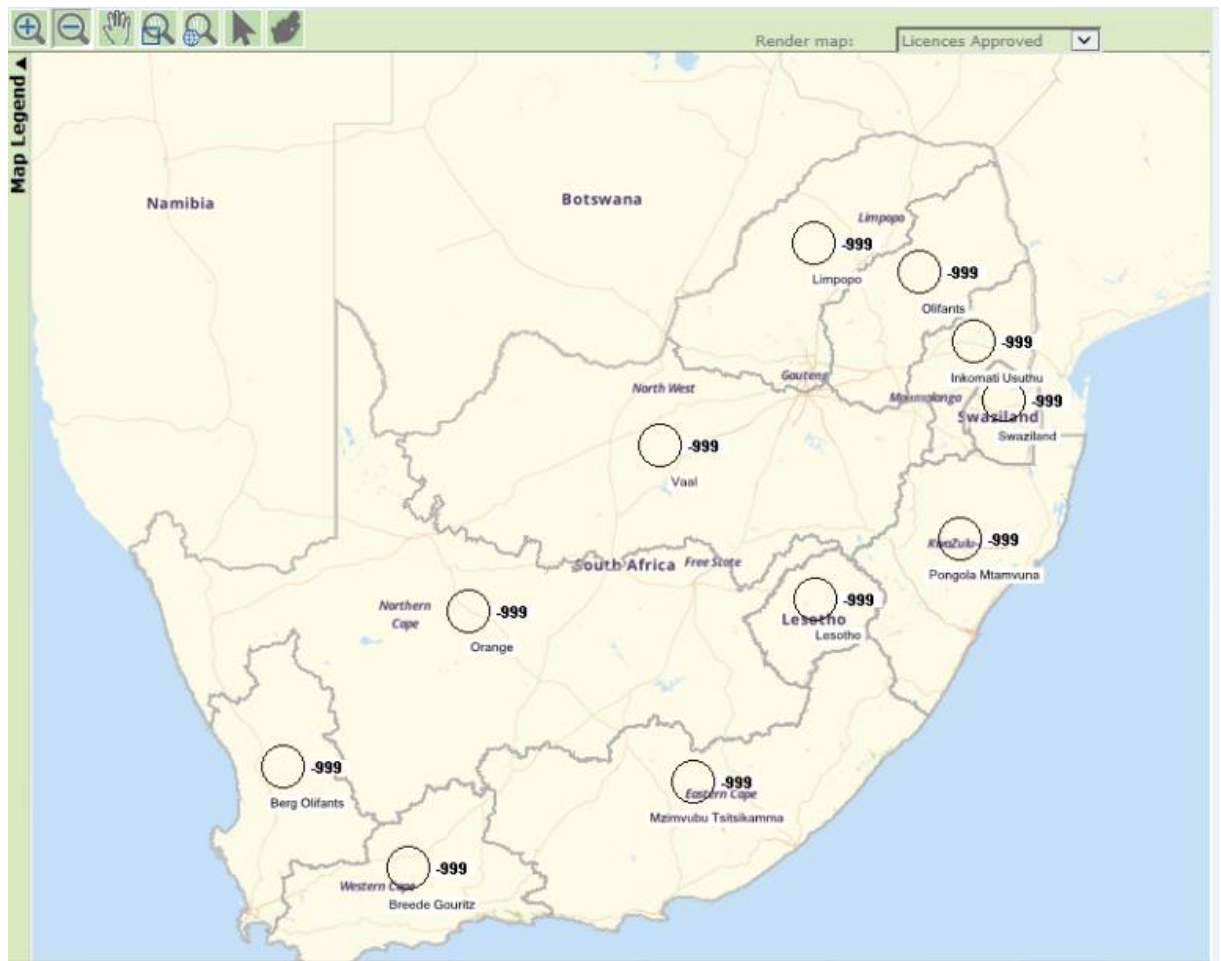 Render map:
Licences Approved
Map Legend
Namibia
Botswana
Limpopo
-999
Limpopo
-999
Olifants
-999
Inkomati Usuthu
Gauteng
North West
Mpumalanga
-999
Swaziland
Swaziland
-999
Vaal
KwaZulu-
-999
Pongola Mtamvuna
South Africa
Free State
-999
Lesotho
Lesotho
Northern
Cape
-999
Orange
-999
Berg Olifants
-999
Eastern Cape
Mzimvubu Tsitsikamma
-999
Western Cape
Breede Gouritz